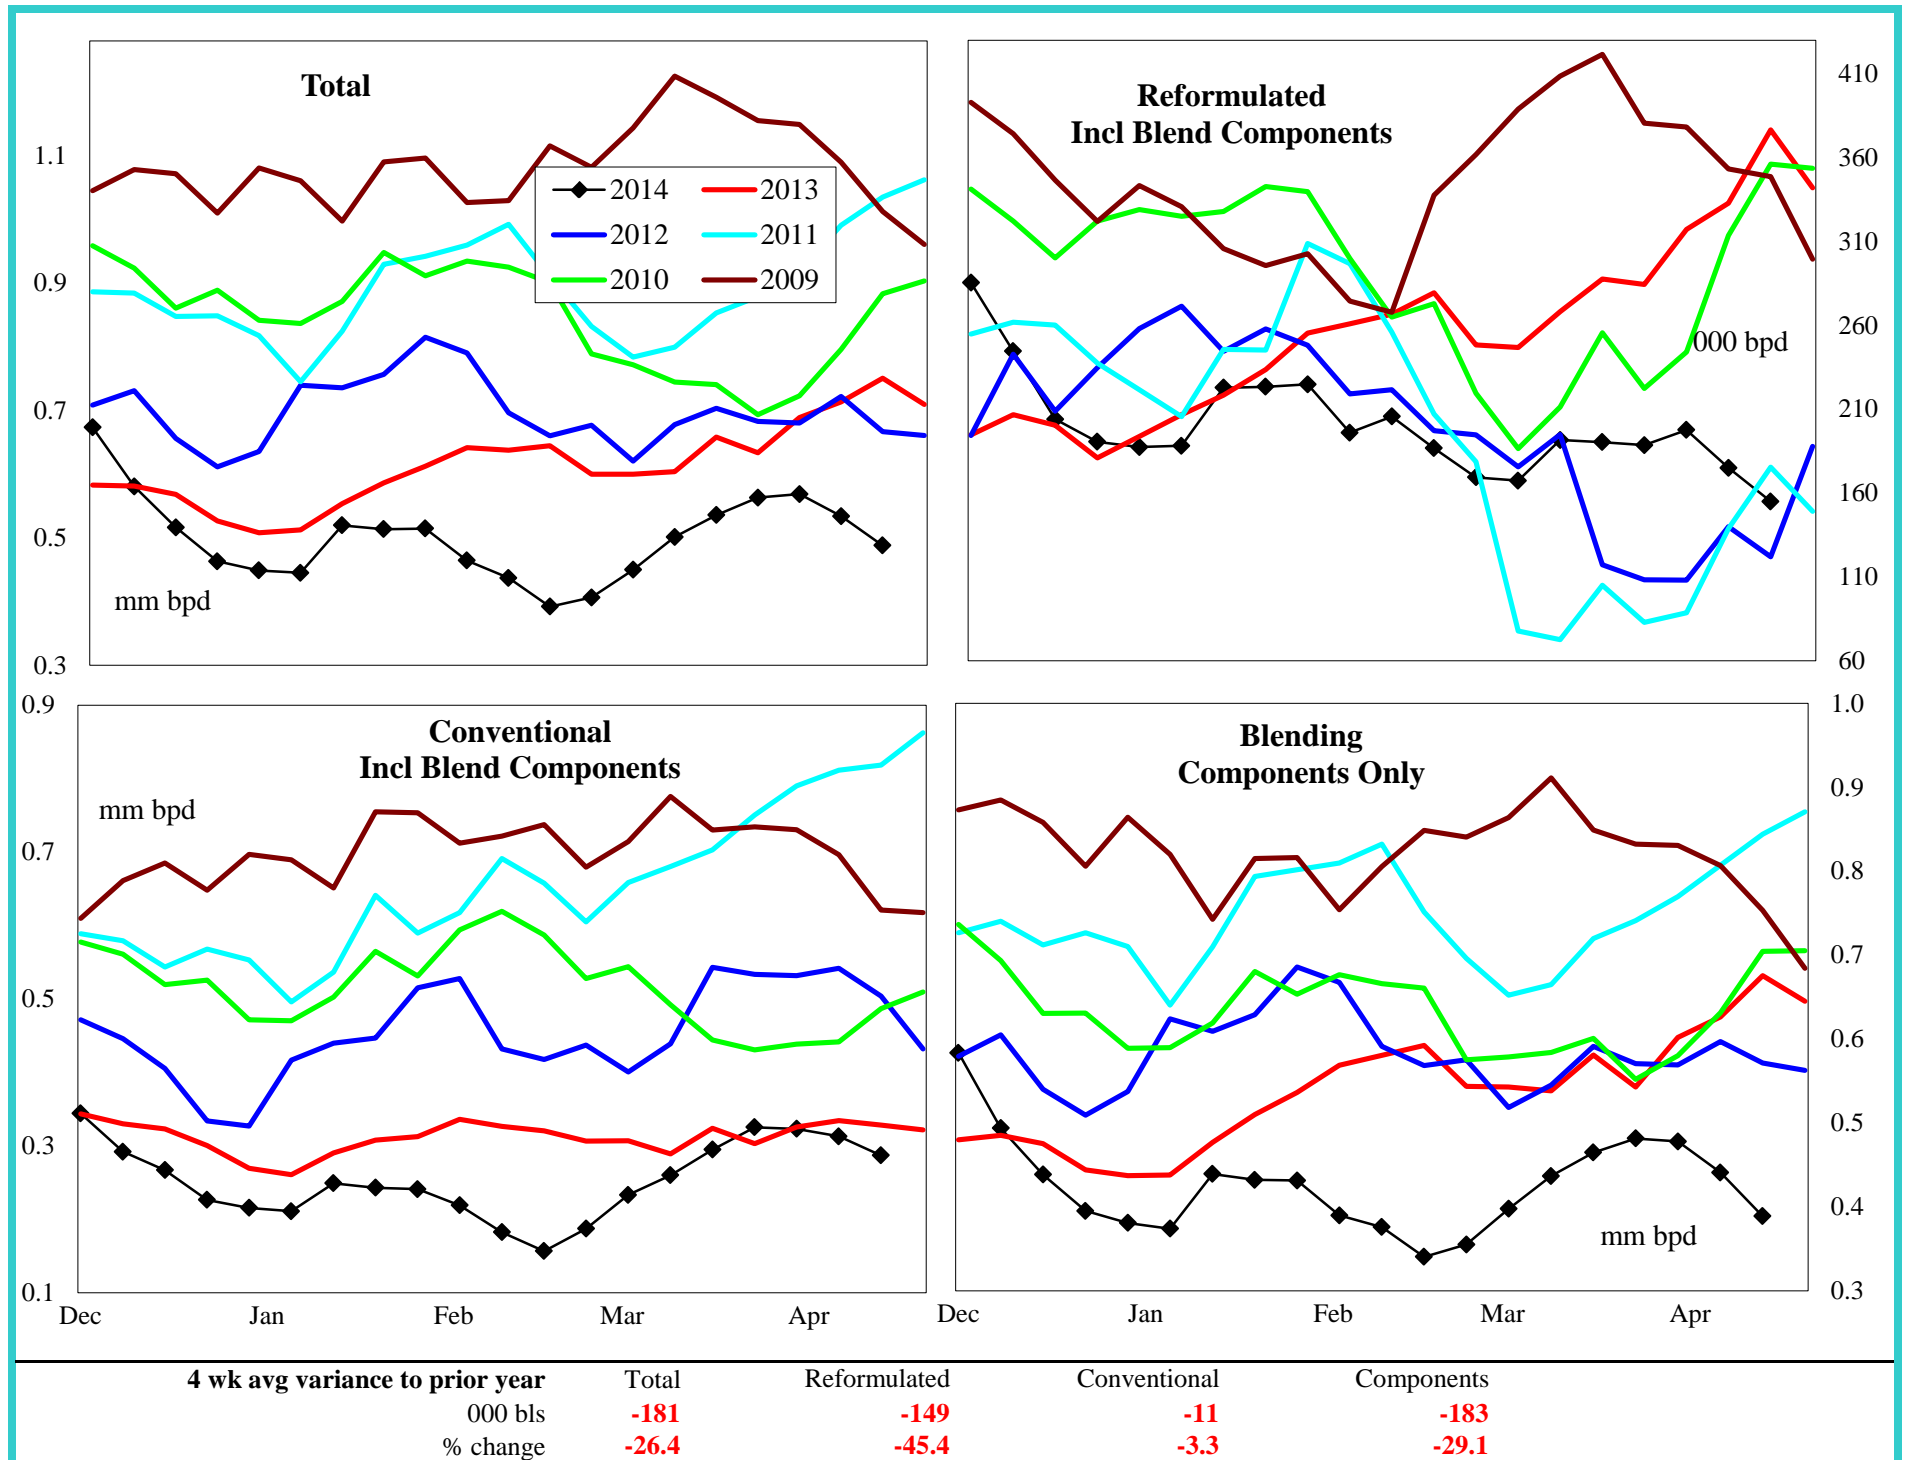 Total
1.1
0.9
0.7
0.5
0.3
mm bpd
2014 2013
2012 2011
2010 2009
Reformulated
Incl Blend Components
410
360
310
260
210
160
110
60
000 bpd
Conventional
Incl Blend Components
mm bpd
0.9
0.7
0.5
0.3
0.1
Dec Jan Feb Mar Apr
Blending
Components Only
1.0
0.9
0.8
0.7
0.6
0.5
0.4
0.3
mm bpd
Dec Jan Feb Mar Apr
4 wk avg variance to prior year Total Reformulated Conventional Components
000 bls -181 -149 -11 -183
% change -26.4 -45.4 -3.3 -29.1